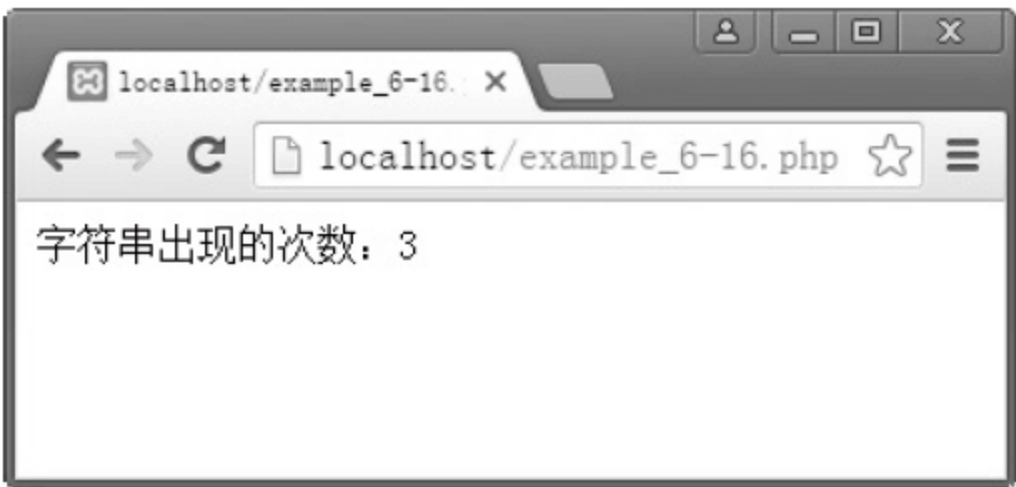 localhost/example_6-16.
localhost/example_6-16.php
字符串出现的次数：3